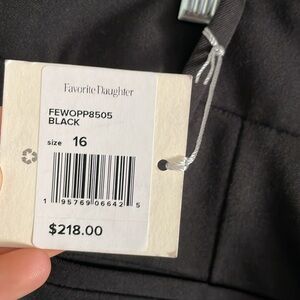 Favorite Daughter
FEWOPP8505
BLACK
size 16
1 95769 06642 5
$218.00